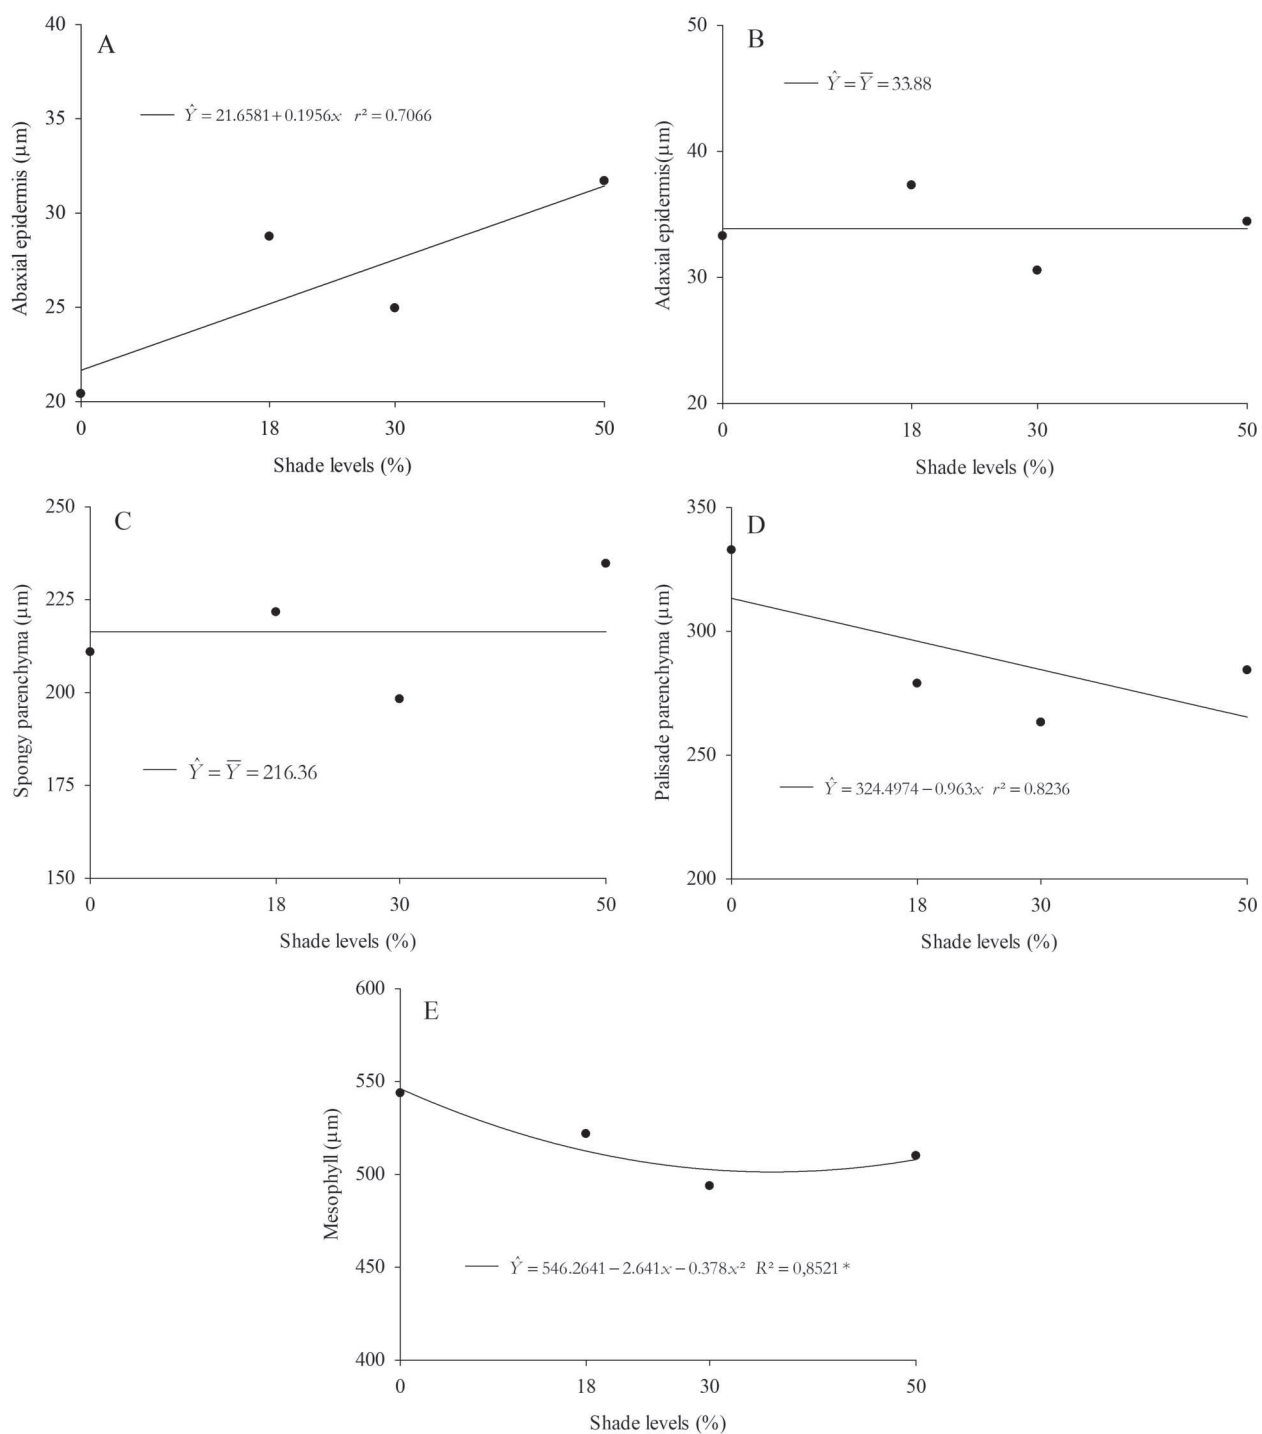 A
40
35
30
25
20
Abaxial epidermis (µm)
Ŷ = 21.6581+0.1956x r² = 0.7066
0 18 30 50
Shade levels (%)
B
50
40
30
20
Adaxial epidermis(µm)
Ŷ = Y̅ = 33.88
0 18 30 50
Shade levels (%)
C
250
225
200
175
150
Spongy parenchyma (µm)
Ŷ = Y̅ = 216.36
0 18 30 50
Shade levels (%)
D
350
300
250
200
Palisade parenchyma (µm)
Ŷ = 324.4974−0.963x r² = 0.8236
0 18 30 50
Shade levels (%)
E
600
550
500
450
400
Mesophyll (µm)
Ŷ = 546.2641−2.641x−0.378x² R² = 0,8521 *
0 18 30 50
Shade levels (%)